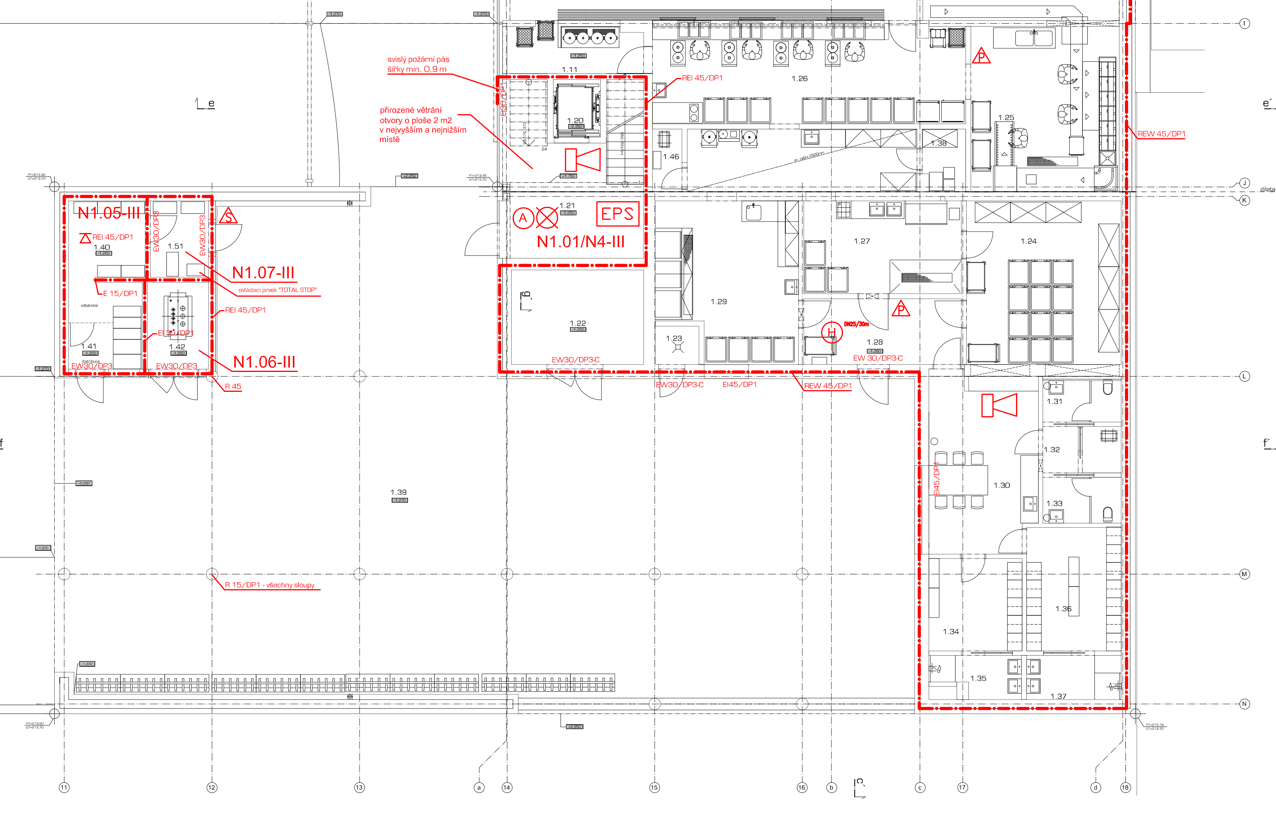 I
svislý požární pás
šířky min. 0,9 m
1.11
REI 45/DP1
1.26
přirozené větrání
otvory o ploše 2 m2
v nejvyšším a nejnižším
místě
1.20
1.25
e
e´
REW 45/DP1
1.46
1.38
J
K
N1.05-III
S
1.21
A
EPS
N1.01/N4-III
REI 45/DP1
1.40
EW30/DP3
1.51
EW30/DP3
1.27
1.24
N1.07-III
ovládací prvek "TOTAL STOP"
E 15/DP1
g
1.29
P
P
REI 45/DP1
1.22
H
DN25/30m
1.41
1.42
1.23
1.28
EW30/DP3
EW30/DP3
N1.06-III
EW30/DP3-C
EW 30/DP3-C
R 45
EW30/DP3-C
EI45/DP1
REW 45/DP1
L
1.31
f
f´
1.32
1.39
EI45/DP1
1.30
1.33
R 15/DP1 - všechny sloupy
M
1.36
1.34
1.35
1.37
N
c
11
12
13
a
14
15
16
b
c
17
d
18